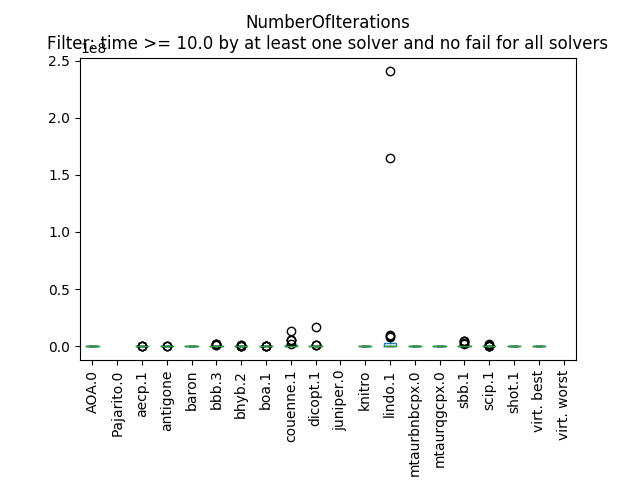 NumberOfIterations
Filter: time >= 10.0 by at least one solver and no fail for all solvers
1e8
2.5
2.0
1.5
1.0
0.5
0.0
AOA.0
Pajarito.0
aecp.1
antigone
baron
bbb.3
bhyb.2
boa.1
couenne.1
dicopt.1
juniper.0
knitro
lindo.1
mtaurbnbcpx.0
mtaurqgcpx.0
sbb.1
scip.1
shot.1
virt. best
virt. worst